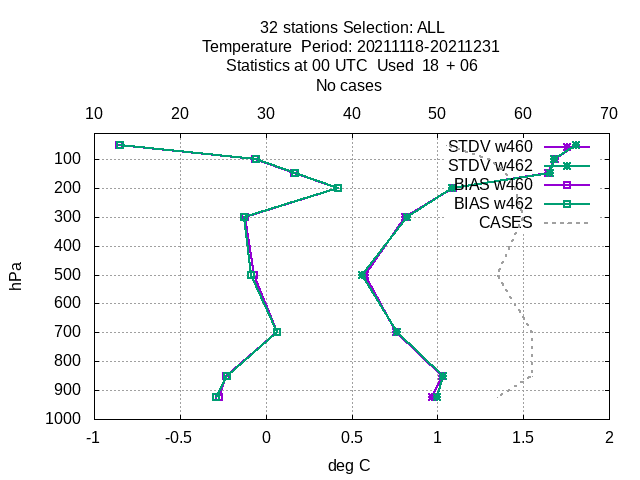 32 stations Selection: ALL
Temperature  Period: 20211118-20211231
Statistics at 00 UTC  Used  18  + 06
No cases
10 20 30 40 50 60 70
STDV w460
STDV w462
BIAS w460
BIAS w462
CASES
hPa
100
200
300
400
500
600
700
800
900
1000
-1 -0.5 0 0.5 1 1.5 2
deg C